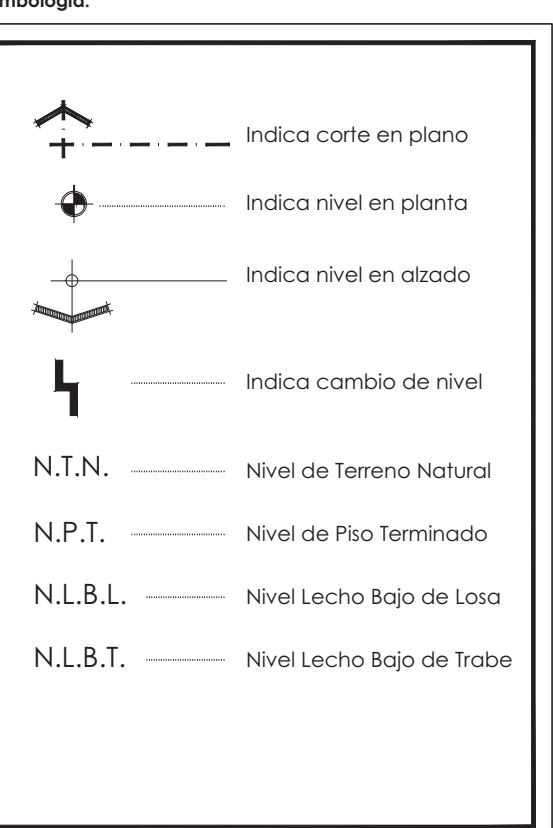 mbología:
Indica corte en plano
Indica nivel en planta
Indica nivel en alzado
Indica cambio de nivel
N.T.N. Nivel de Terreno Natural
N.P.T. Nivel de Piso Terminado
N.L.B.L. Nivel Lecho Bajo de Losa
N.L.B.T. Nivel Lecho Bajo de Trabe